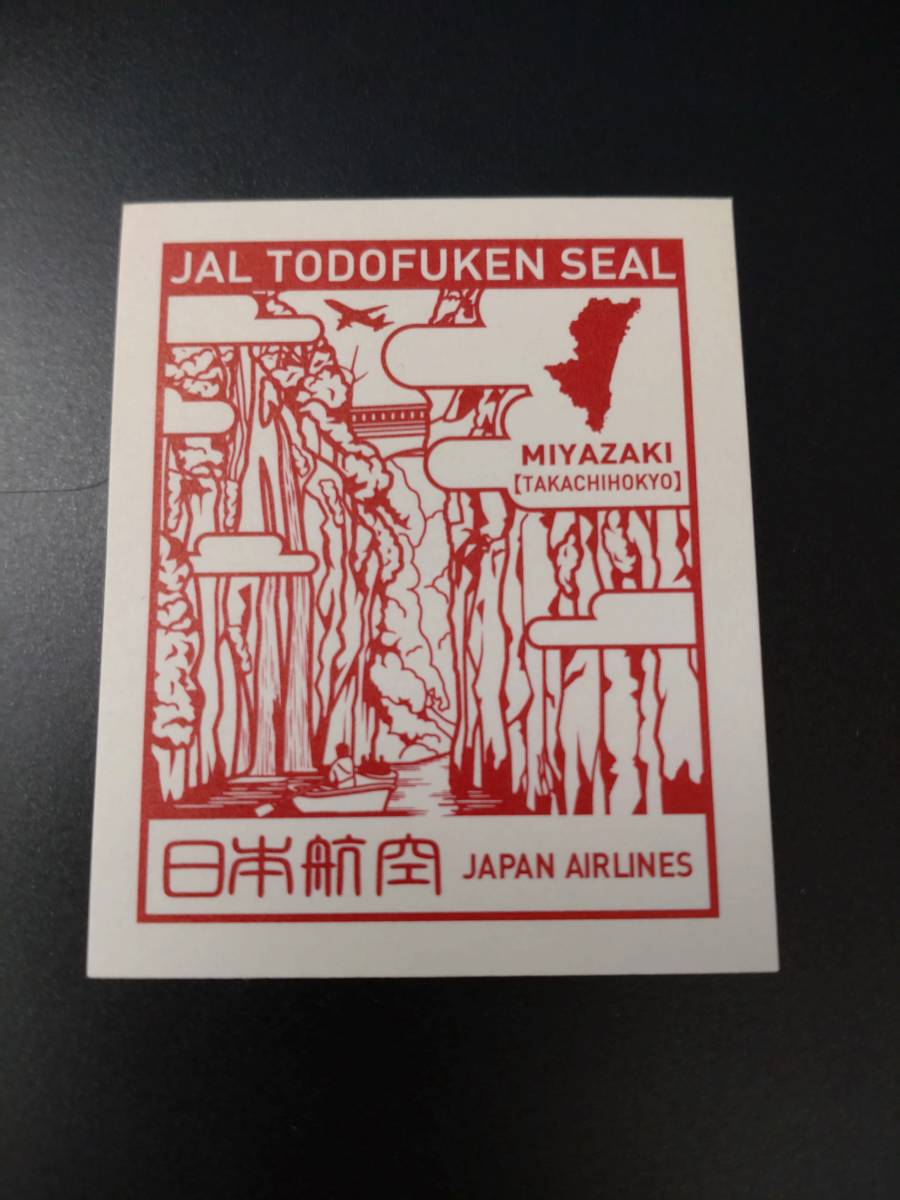 JAL TODOFUKEN SEAL
MIYAZAKI
【TAKACHIHOKYO】
日本航空 JAPAN AIRLINES